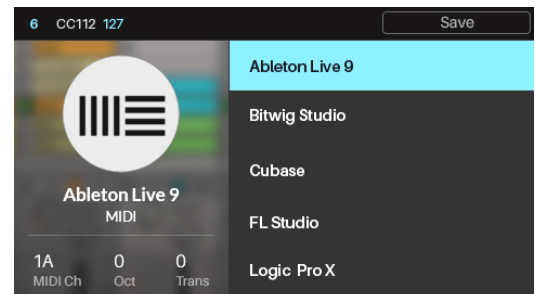 6 CC112 127 Save
Ableton Live 9
MIDI
1A 0 0
MIDI Ch Oct Trans
Ableton Live 9
Bitwig Studio
Cubase
FL Studio
Logic Pro X